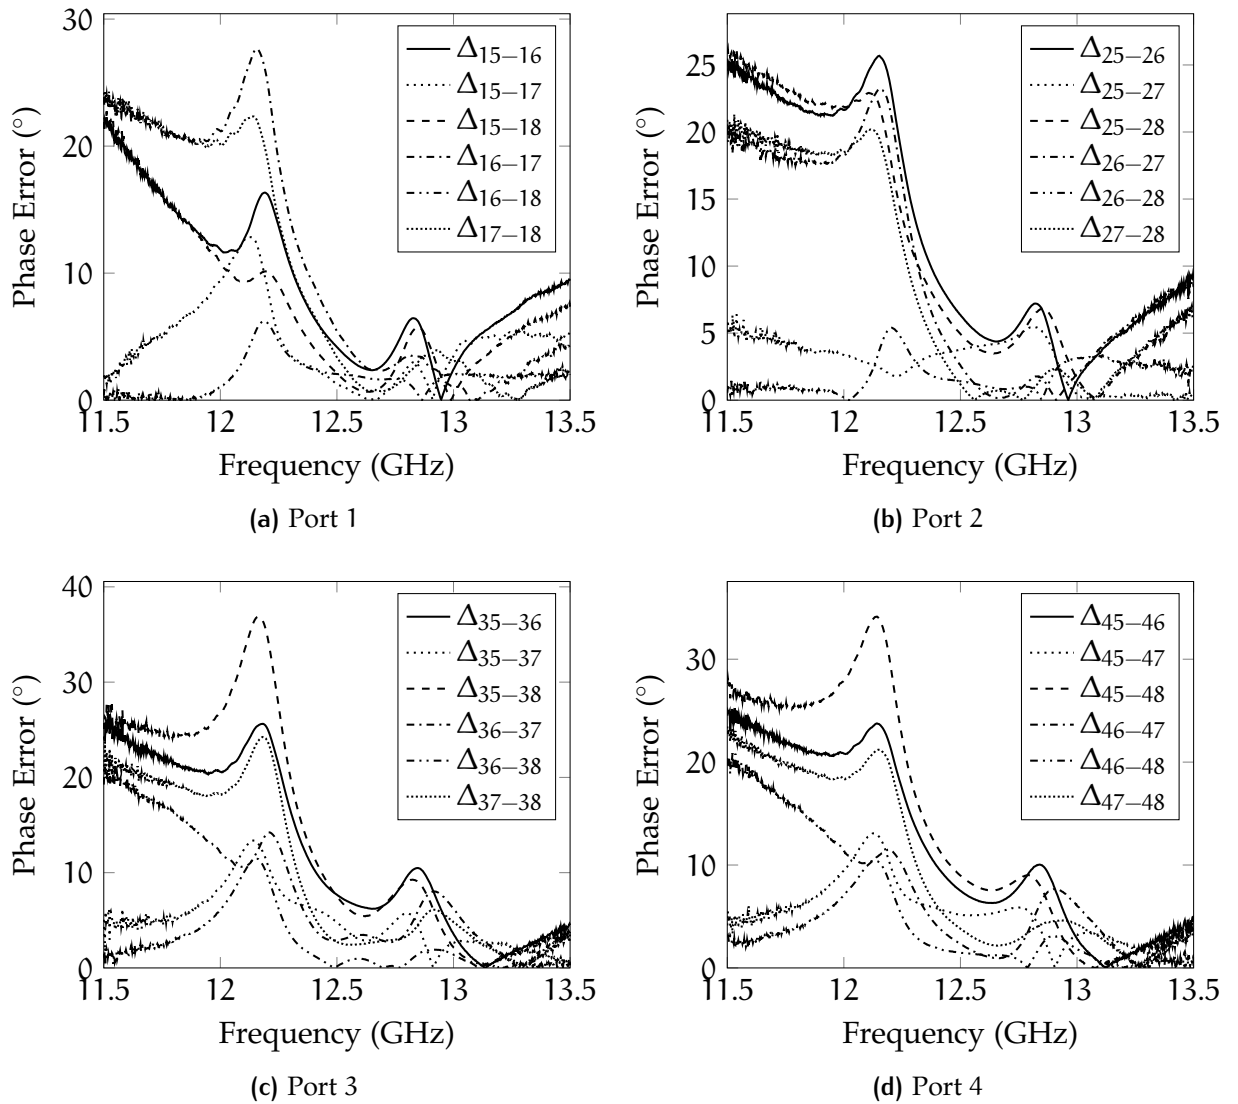 30
20
10
0
11.5 12 12.5 13 13.5
Phase Error (°)
Frequency (GHz)
Δ15−16
Δ15−17
Δ15−18
Δ16−17
Δ16−18
Δ17−18
(a) Port 1
25
20
15
10
5
0
11.5 12 12.5 13 13.5
Phase Error (°)
Frequency (GHz)
Δ25−26
Δ25−27
Δ25−28
Δ26−27
Δ26−28
Δ27−28
(b) Port 2
40
30
20
10
0
11.5 12 12.5 13 13.5
Phase Error (°)
Frequency (GHz)
Δ35−36
Δ35−37
Δ35−38
Δ36−37
Δ36−38
Δ37−38
(c) Port 3
30
20
10
0
11.5 12 12.5 13 13.5
Phase Error (°)
Frequency (GHz)
Δ45−46
Δ45−47
Δ45−48
Δ46−47
Δ46−48
Δ47−48
(d) Port 4